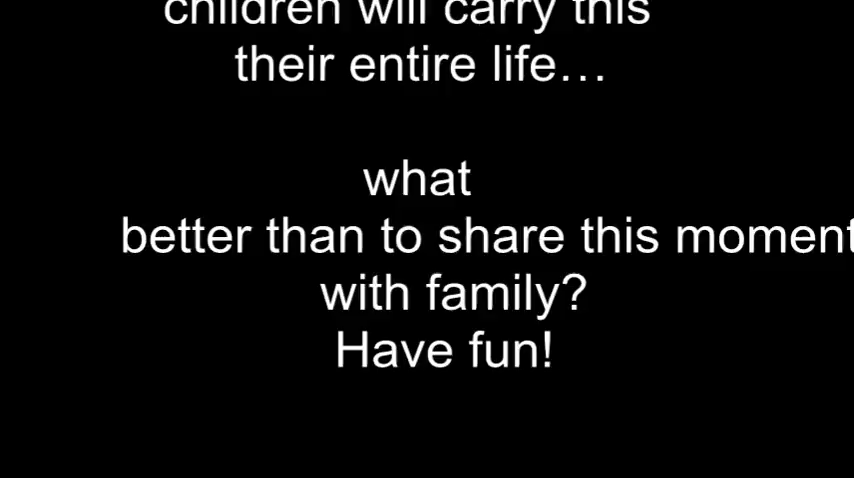 children will carry this
their entire life…
what
better than to share this moment
with family?
Have fun!